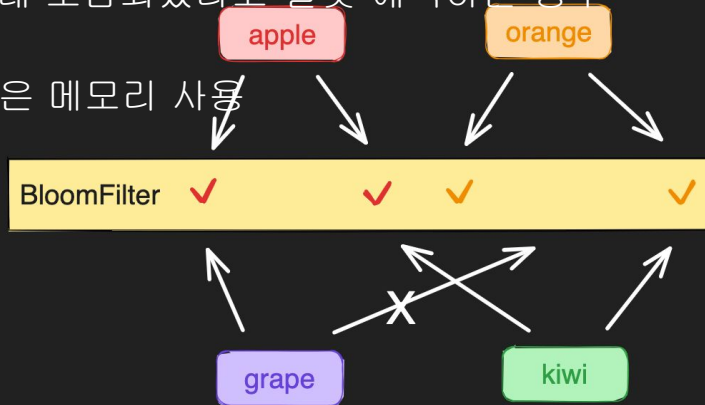 apple
orange
은 메모리 사용
BloomFilter
X
grape
kiwi